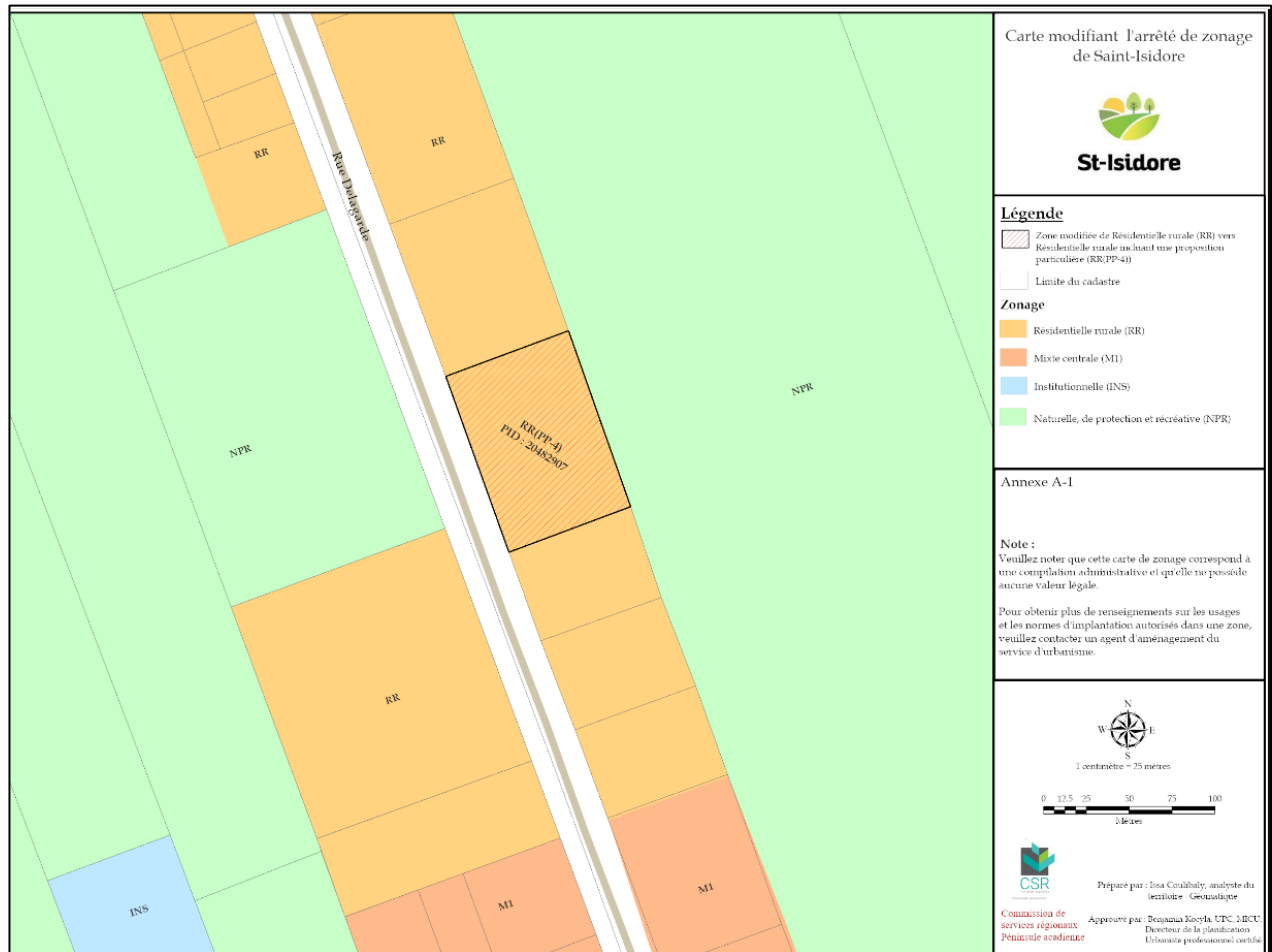 Carte modifiant l'arrêté de zonage
de Saint-Isidore
St-Isidore
Légende
Zone modifiée de Résidentielle rurale (RR) vers
Résidentielle rurale incluant une proposition
particulière (RR(PP-4))
Limite du cadastre
Zonage
Résidentielle rurale (RR)
Mixte centrale (M1)
Institutionnelle (INS)
Naturelle, de protection et récréative (NPR)
Annexe A-1
Note :
Veuillez noter que cette carte de zonage correspond à
une compilation administrative et qu'elle ne possède
aucune valeur légale.
Pour obtenir plus de renseignements sur les usages
et les normes d'implantation autorisés dans une zone,
veuillez contacter un agent d'aménagement du
service d'urbanisme.
N
W E
S
1 centimètre = 25 mètres
0 12.5 25 50 75 100
Mètres
CSR
Commission de
services régionaux
Péninsule acadienne
Préparé par : Issa Coulibaly, analyste du
territoire - Géomatique
Approuvé par : Benjamin Kocyla, UPC, MICU,
Directeur de la planification
Urbaniste professionnel certifié
RR
RR
Rue Delagarde
NPR
NPR
RR(PP-4)
PID : 20482907
RR
M1
M1
INS